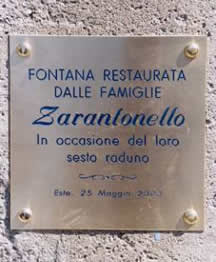 FONTANA RESTAURATA
DALLE FAMIGLIE
Zarantonello
In occasione del loro
sesto raduno
Este, 25 Maggio